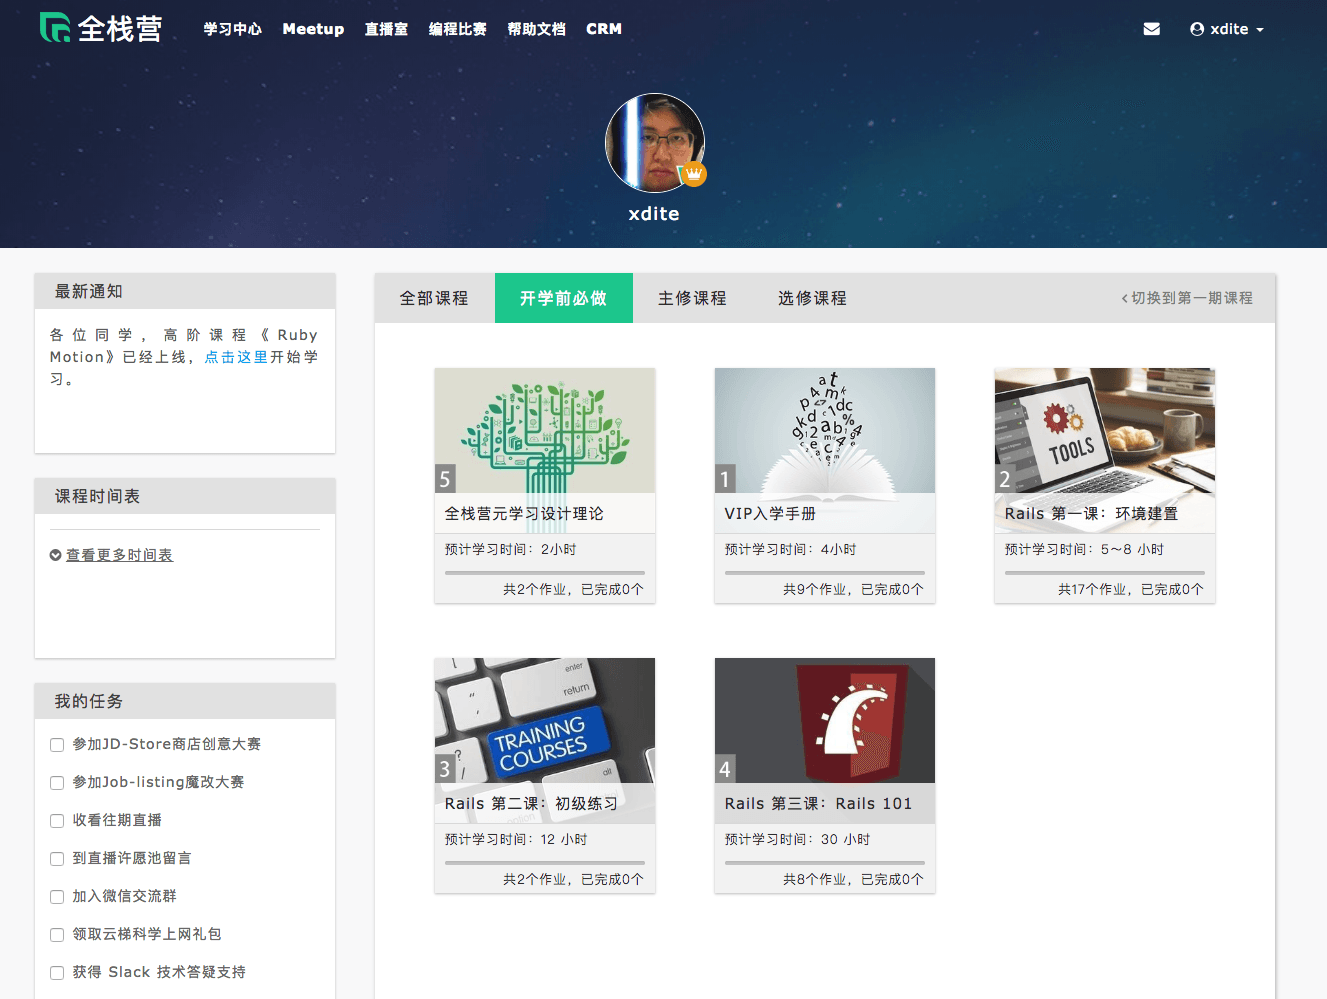 全栈营
学习中心 Meetup 直播室 编程比赛 帮助文档 CRM
xdite
xdite
最新通知
各位同学，高阶课程《Ruby
Motion》已经上线，点击这里开始学
习。
课程时间表
查看更多时间表
我的任务
参加JD-Store商店创意大赛
参加Job-listing魔改大赛
收看往期直播
到直播许愿池留言
加入微信交流群
领取云梯科学上网礼包
获得 Slack 技术答疑支持
全部课程 开学前必做 主修课程 选修课程 切换到第一期课程
5
全栈营元学习设计理论
预计学习时间：2小时
共2个作业，已完成0个
1
VIP入学手册
预计学习时间：4小时
共9个作业，已完成0个
TOOLS
2
Rails 第一课：环境建置
预计学习时间：5～8 小时
共17个作业，已完成0个
enter
return
TRAINING
COURSES
alt
option
3
Rails 第二课：初级练习
预计学习时间：12 小时
共2个作业，已完成0个
4
Rails 第三课：Rails 101
预计学习时间：30 小时
共8个作业，已完成0个